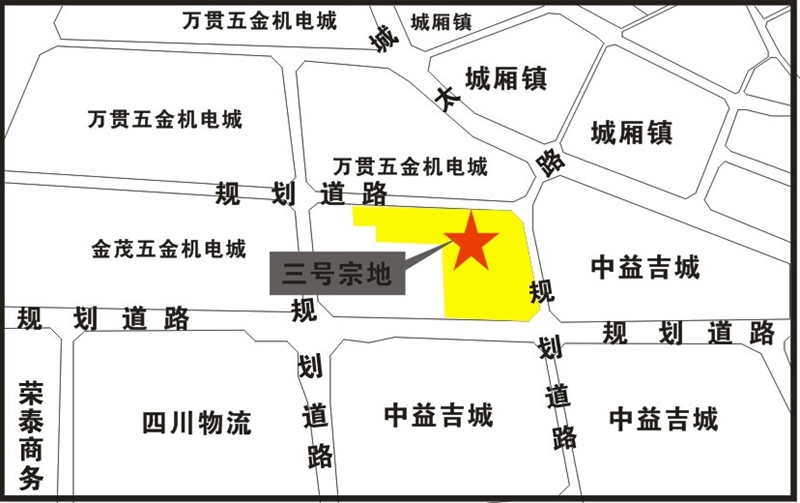 万贯五金机电城
城厢镇
城太路
城厢镇
万贯五金机电城
城厢镇
万贯五金机电城
规划道路
金茂五金机电城
三号宗地
中益吉城
规划道路
规划道路
规划道路
规划道路
荣泰商务
四川物流
中益吉城
中益吉城